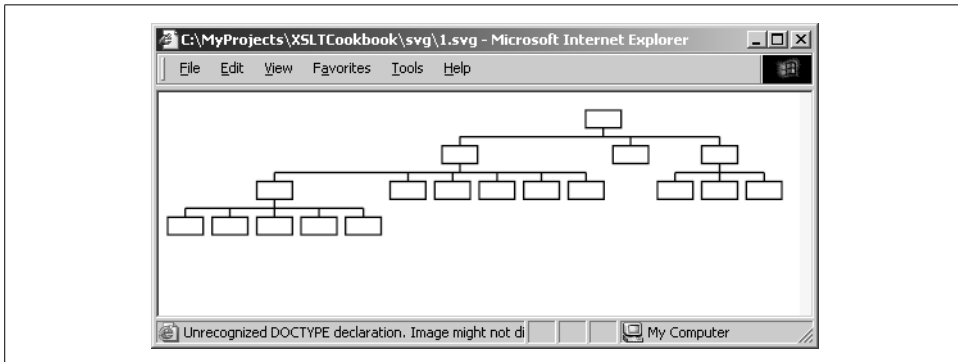 C:\MyProjects\XSLTCookbook\svg\1.svg - Microsoft Internet Explorer
File Edit View Favorites Tools Help
Unrecognized DOCTYPE declaration. Image might not di
My Computer